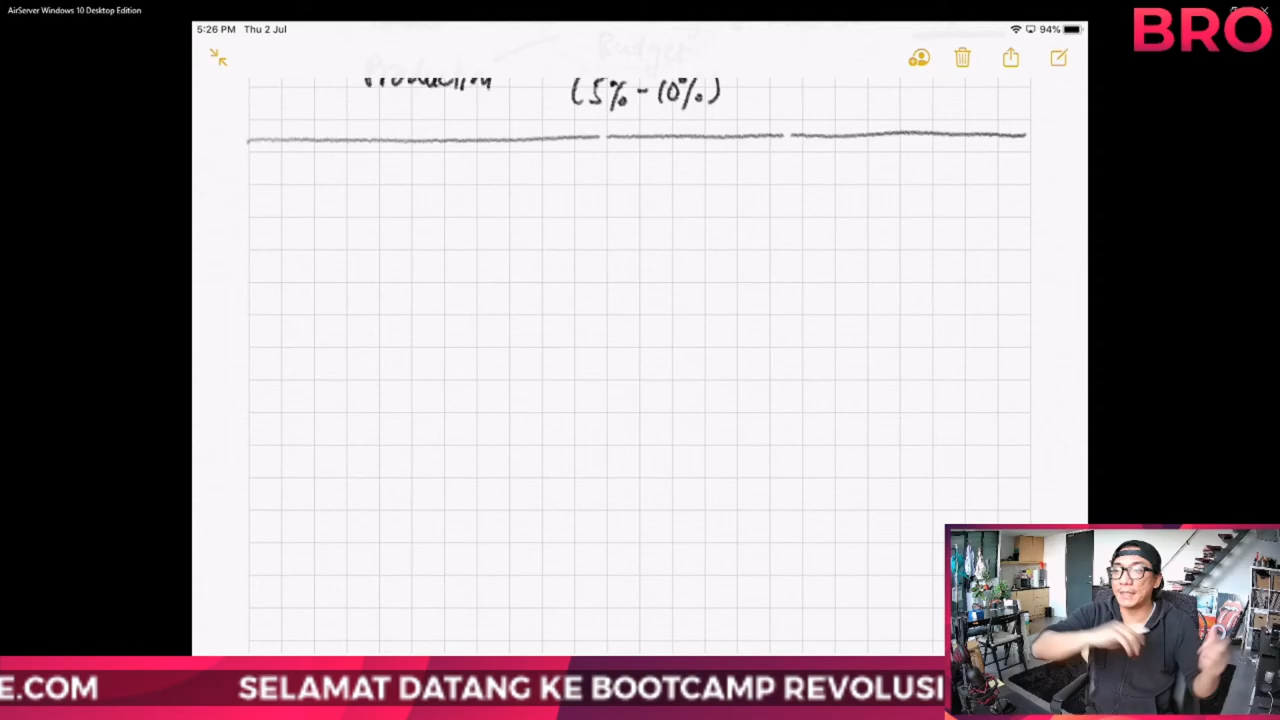 AirServer Windows 10 Desktop Edition
BRO
5:26 PM Thu 2 Jul
94%
Budget
Production
(5% - 10%)
E.COM SELAMAT DATANG KE BOOTCAMP REVOLUSI